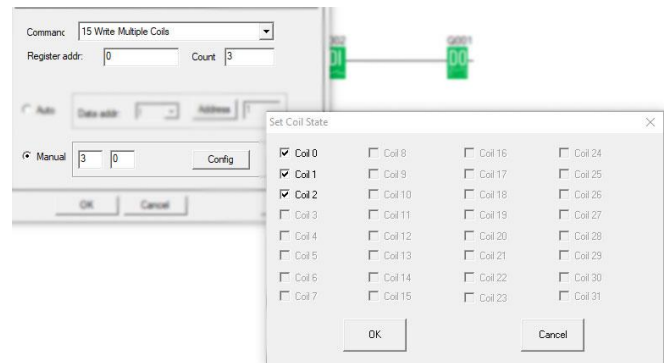 Commanc 15 Write Multiple Coils
Register addr: 0 Count 3
Auto Data addr: Address
Manual 3 0 Config
OK Cancel
DI
Q001
DO
Set Coil State
Coil 0 Coil 8 Coil 16 Coil 24
Coil 1 Coil 9 Coil 17 Coil 25
Coil 2 Coil 10 Coil 18 Coil 26
Coil 3 Coil 11 Coil 19 Coil 27
Coil 4 Coil 12 Coil 20 Coil 28
Coil 5 Coil 13 Coil 21 Coil 29
Coil 6 Coil 14 Coil 22 Coil 30
Coil 7 Coil 15 Coil 23 Coil 31
OK Cancel